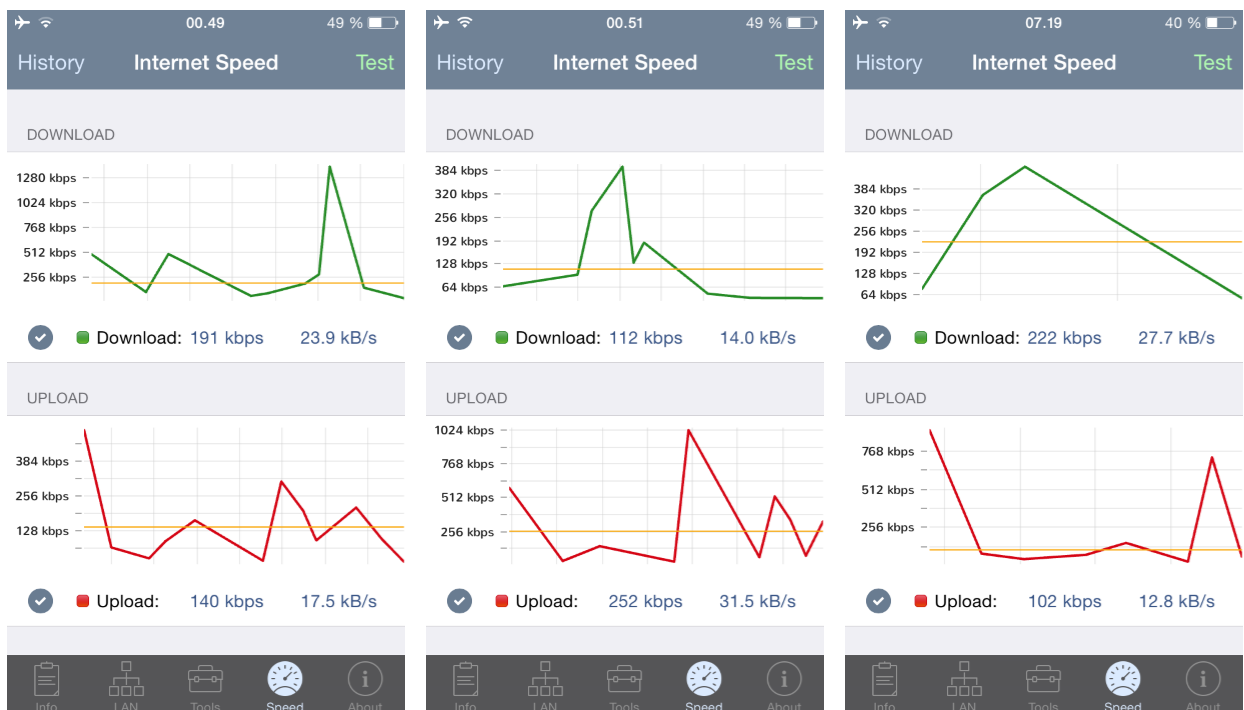 00.49 49 %
History Internet Speed Test
DOWNLOAD
1280 kbps
1024 kbps
768 kbps
512 kbps
256 kbps
Download: 191 kbps 23.9 kB/s
UPLOAD
384 kbps
256 kbps
128 kbps
Upload: 140 kbps 17.5 kB/s
Info LAN Tools Speed About
00.51 49 %
History Internet Speed Test
DOWNLOAD
384 kbps
320 kbps
256 kbps
192 kbps
128 kbps
64 kbps
Download: 112 kbps 14.0 kB/s
UPLOAD
1024 kbps
768 kbps
512 kbps
256 kbps
Upload: 252 kbps 31.5 kB/s
Info LAN Tools Speed About
07.19 40 %
History Internet Speed Test
DOWNLOAD
384 kbps
320 kbps
256 kbps
192 kbps
128 kbps
64 kbps
Download: 222 kbps 27.7 kB/s
UPLOAD
768 kbps
512 kbps
256 kbps
Upload: 102 kbps 12.8 kB/s
Info LAN Tools Speed About